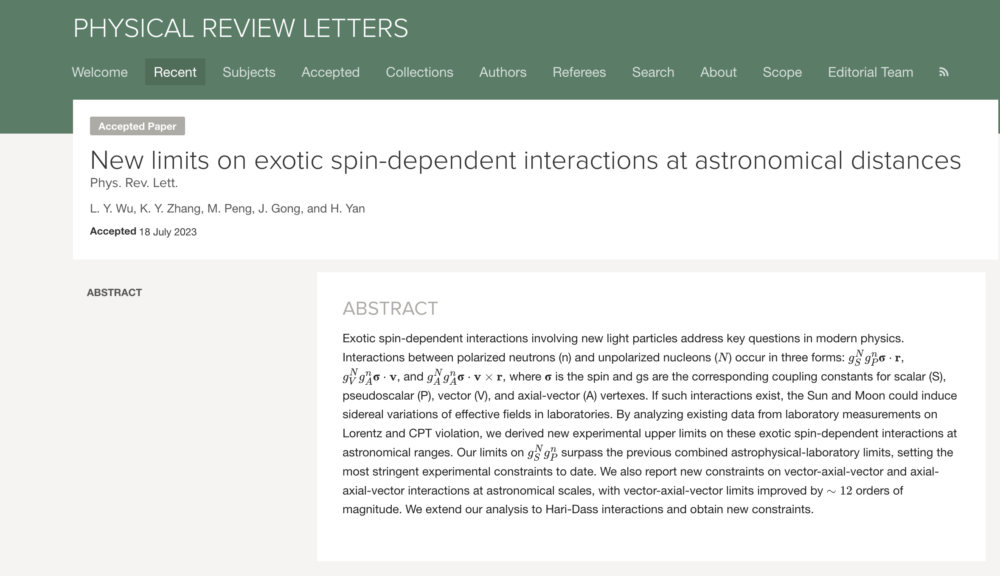 PHYSICAL REVIEW LETTERS
Welcome Recent Subjects Accepted Collections Authors Referees Search About Scope Editorial Team
Accepted Paper
New limits on exotic spin-dependent interactions at astronomical distances
Phys. Rev. Lett.
L. Y. Wu, K. Y. Zhang, M. Peng, J. Gong, and H. Yan
Accepted 18 July 2023
ABSTRACT
ABSTRACT
Exotic spin-dependent interactions involving new light particles address key questions in modern physics.
Interactions between polarized neutrons (n) and unpolarized nucleons (N) occur in three forms: $g_S^N g_P^n \boldsymbol{\sigma} \cdot \mathbf{r}$,
$g_V^N g_A^n \boldsymbol{\sigma} \cdot \mathbf{v}$, and $g_A^N g_A^n \boldsymbol{\sigma} \cdot \mathbf{v} \times \mathbf{r}$, where $\boldsymbol{\sigma}$ is the spin and gs are the corresponding coupling constants for scalar (S),
pseudoscalar (P), vector (V), and axial-vector (A) vertexes. If such interactions exist, the Sun and Moon could induce
sidereal variations of effective fields in laboratories. By analyzing existing data from laboratory measurements on
Lorentz and CPT violation, we derived new experimental upper limits on these exotic spin-dependent interactions at
astronomical ranges. Our limits on $g_S^N g_P^n$ surpass the previous combined astrophysical-laboratory limits, setting the
most stringent experimental constraints to date. We also report new constraints on vector-axial-vector and axial-
axial-vector interactions at astronomical scales, with vector-axial-vector limits improved by ∼ 12 orders of
magnitude. We extend our analysis to Hari-Dass interactions and obtain new constraints.